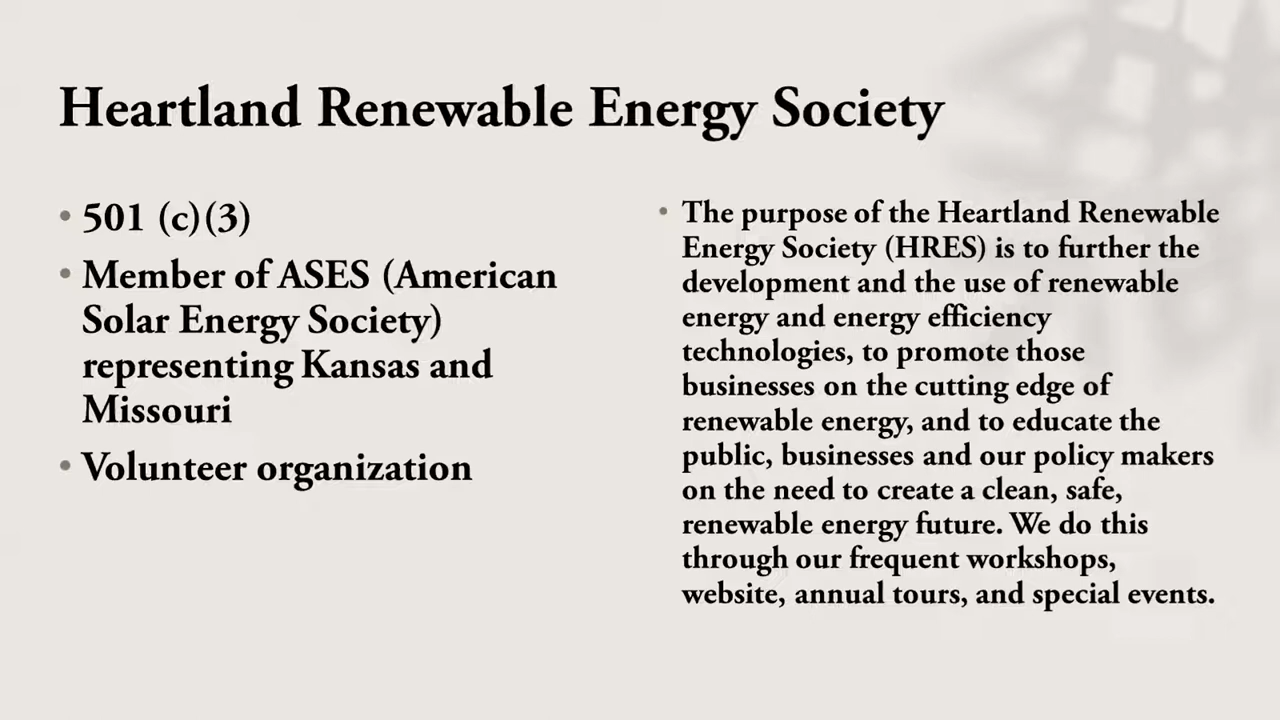 Heartland Renewable Energy Society
• 501 (c)(3)
• Member of ASES (American
Solar Energy Society)
representing Kansas and
Missouri
• Volunteer organization
• The purpose of the Heartland Renewable
Energy Society (HRES) is to further the
development and the use of renewable
energy and energy efficiency
technologies, to promote those
businesses on the cutting edge of
renewable energy, and to educate the
public, businesses and our policy makers
on the need to create a clean, safe,
renewable energy future. We do this
through our frequent workshops,
website, annual tours, and special events.